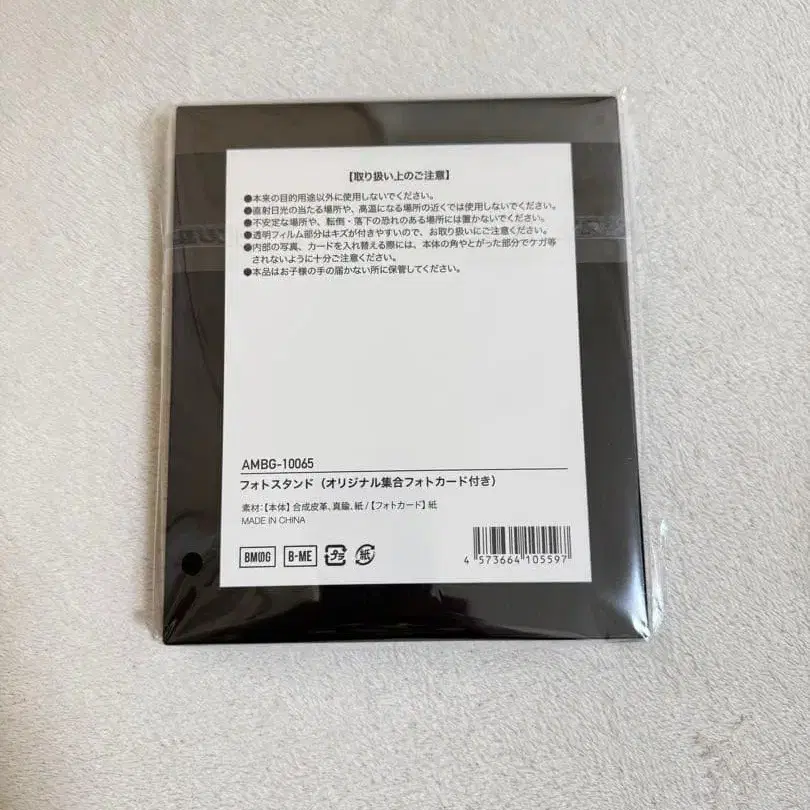 【取り扱い上のご注意】
●本来の目的用途以外に使用しないでください。
●直射日光の当たる場所や、高温になる場所の近くでは使用しないでください。
●不安定な場所や、転倒・落下の恐れのある場所には置かないでください。
●透明フィルム部分はキズが付きやすいので、お取り扱いにご注意ください。
●内部の写真、カードを入れ替える際には、本体の角やとがった部分でケガ等
されないように十分ご注意ください。
●本品はお子様の手の届かない所に保管してください。
AMBG-10065
フォトスタンド（オリジナル集合フォトカード付き）
素材:【本体】合成皮革、真鍮、紙 /【フォトカード】紙
MADE IN CHINA
BMOG B-ME プラ 紙
4 573664 105597